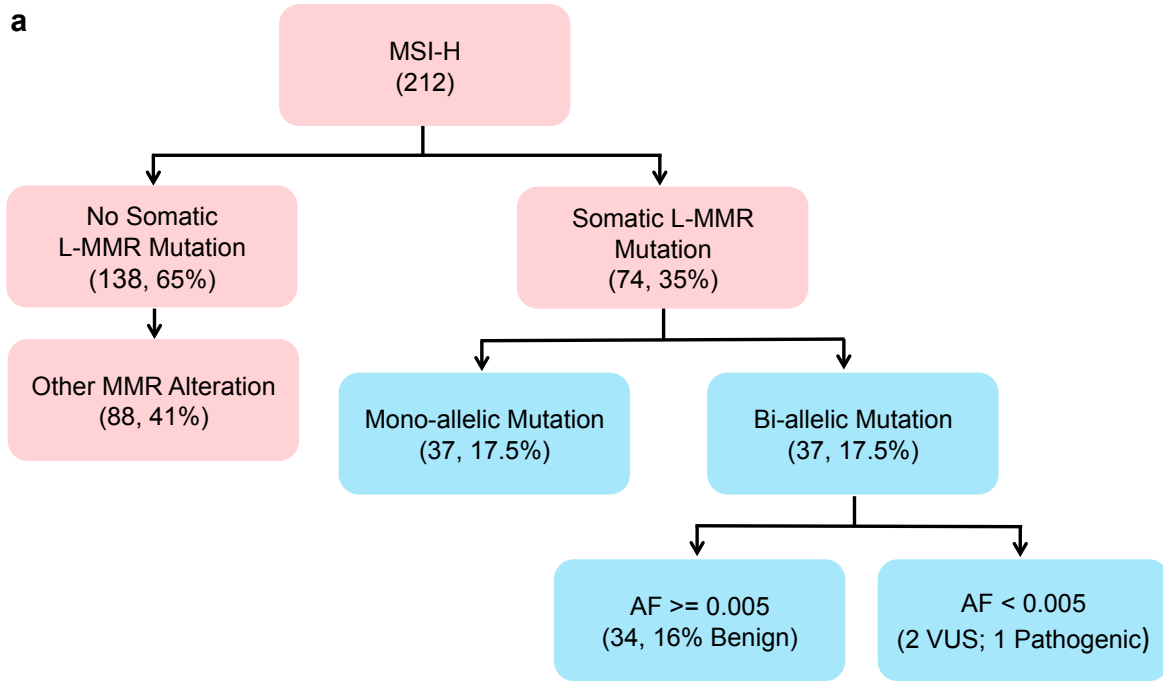 a
MSI-H
(212)
No Somatic
L-MMR Mutation
(138, 65%)
Somatic L-MMR
Mutation
(74, 35%)
Other MMR Alteration
(88, 41%)
Mono-allelic Mutation
(37, 17.5%)
Bi-allelic Mutation
(37, 17.5%)
AF >= 0.005
(34, 16% Benign)
AF < 0.005
(2 VUS; 1 Pathogenic)